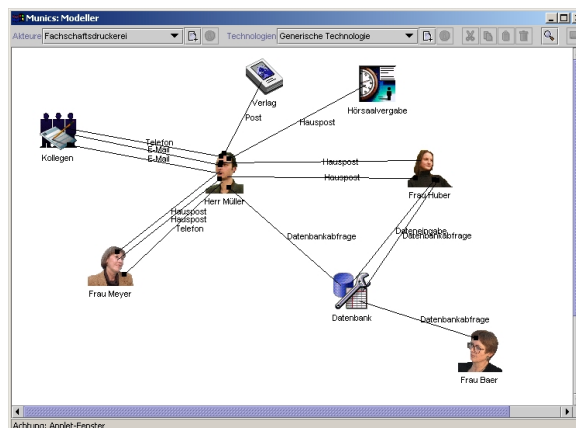 Munics: Modeller
Akteure Fachschaftsdruckerei Technologien Generische Technologie
Verlag
Post
Hörsaalvergabe
Hauspost
Kollegen
Telefon
E-Mail
E-Mail
Hauspost
Hauspost
Herr Müller
Frau Huber
Hauspost
Hauspost
Telefon
Dateneingabe
Datenbankabfrage
Datenbankabfrage
Frau Meyer
Datenbank
Datenbankabfrage
Frau Baer
Achtung: Applet-Fenster